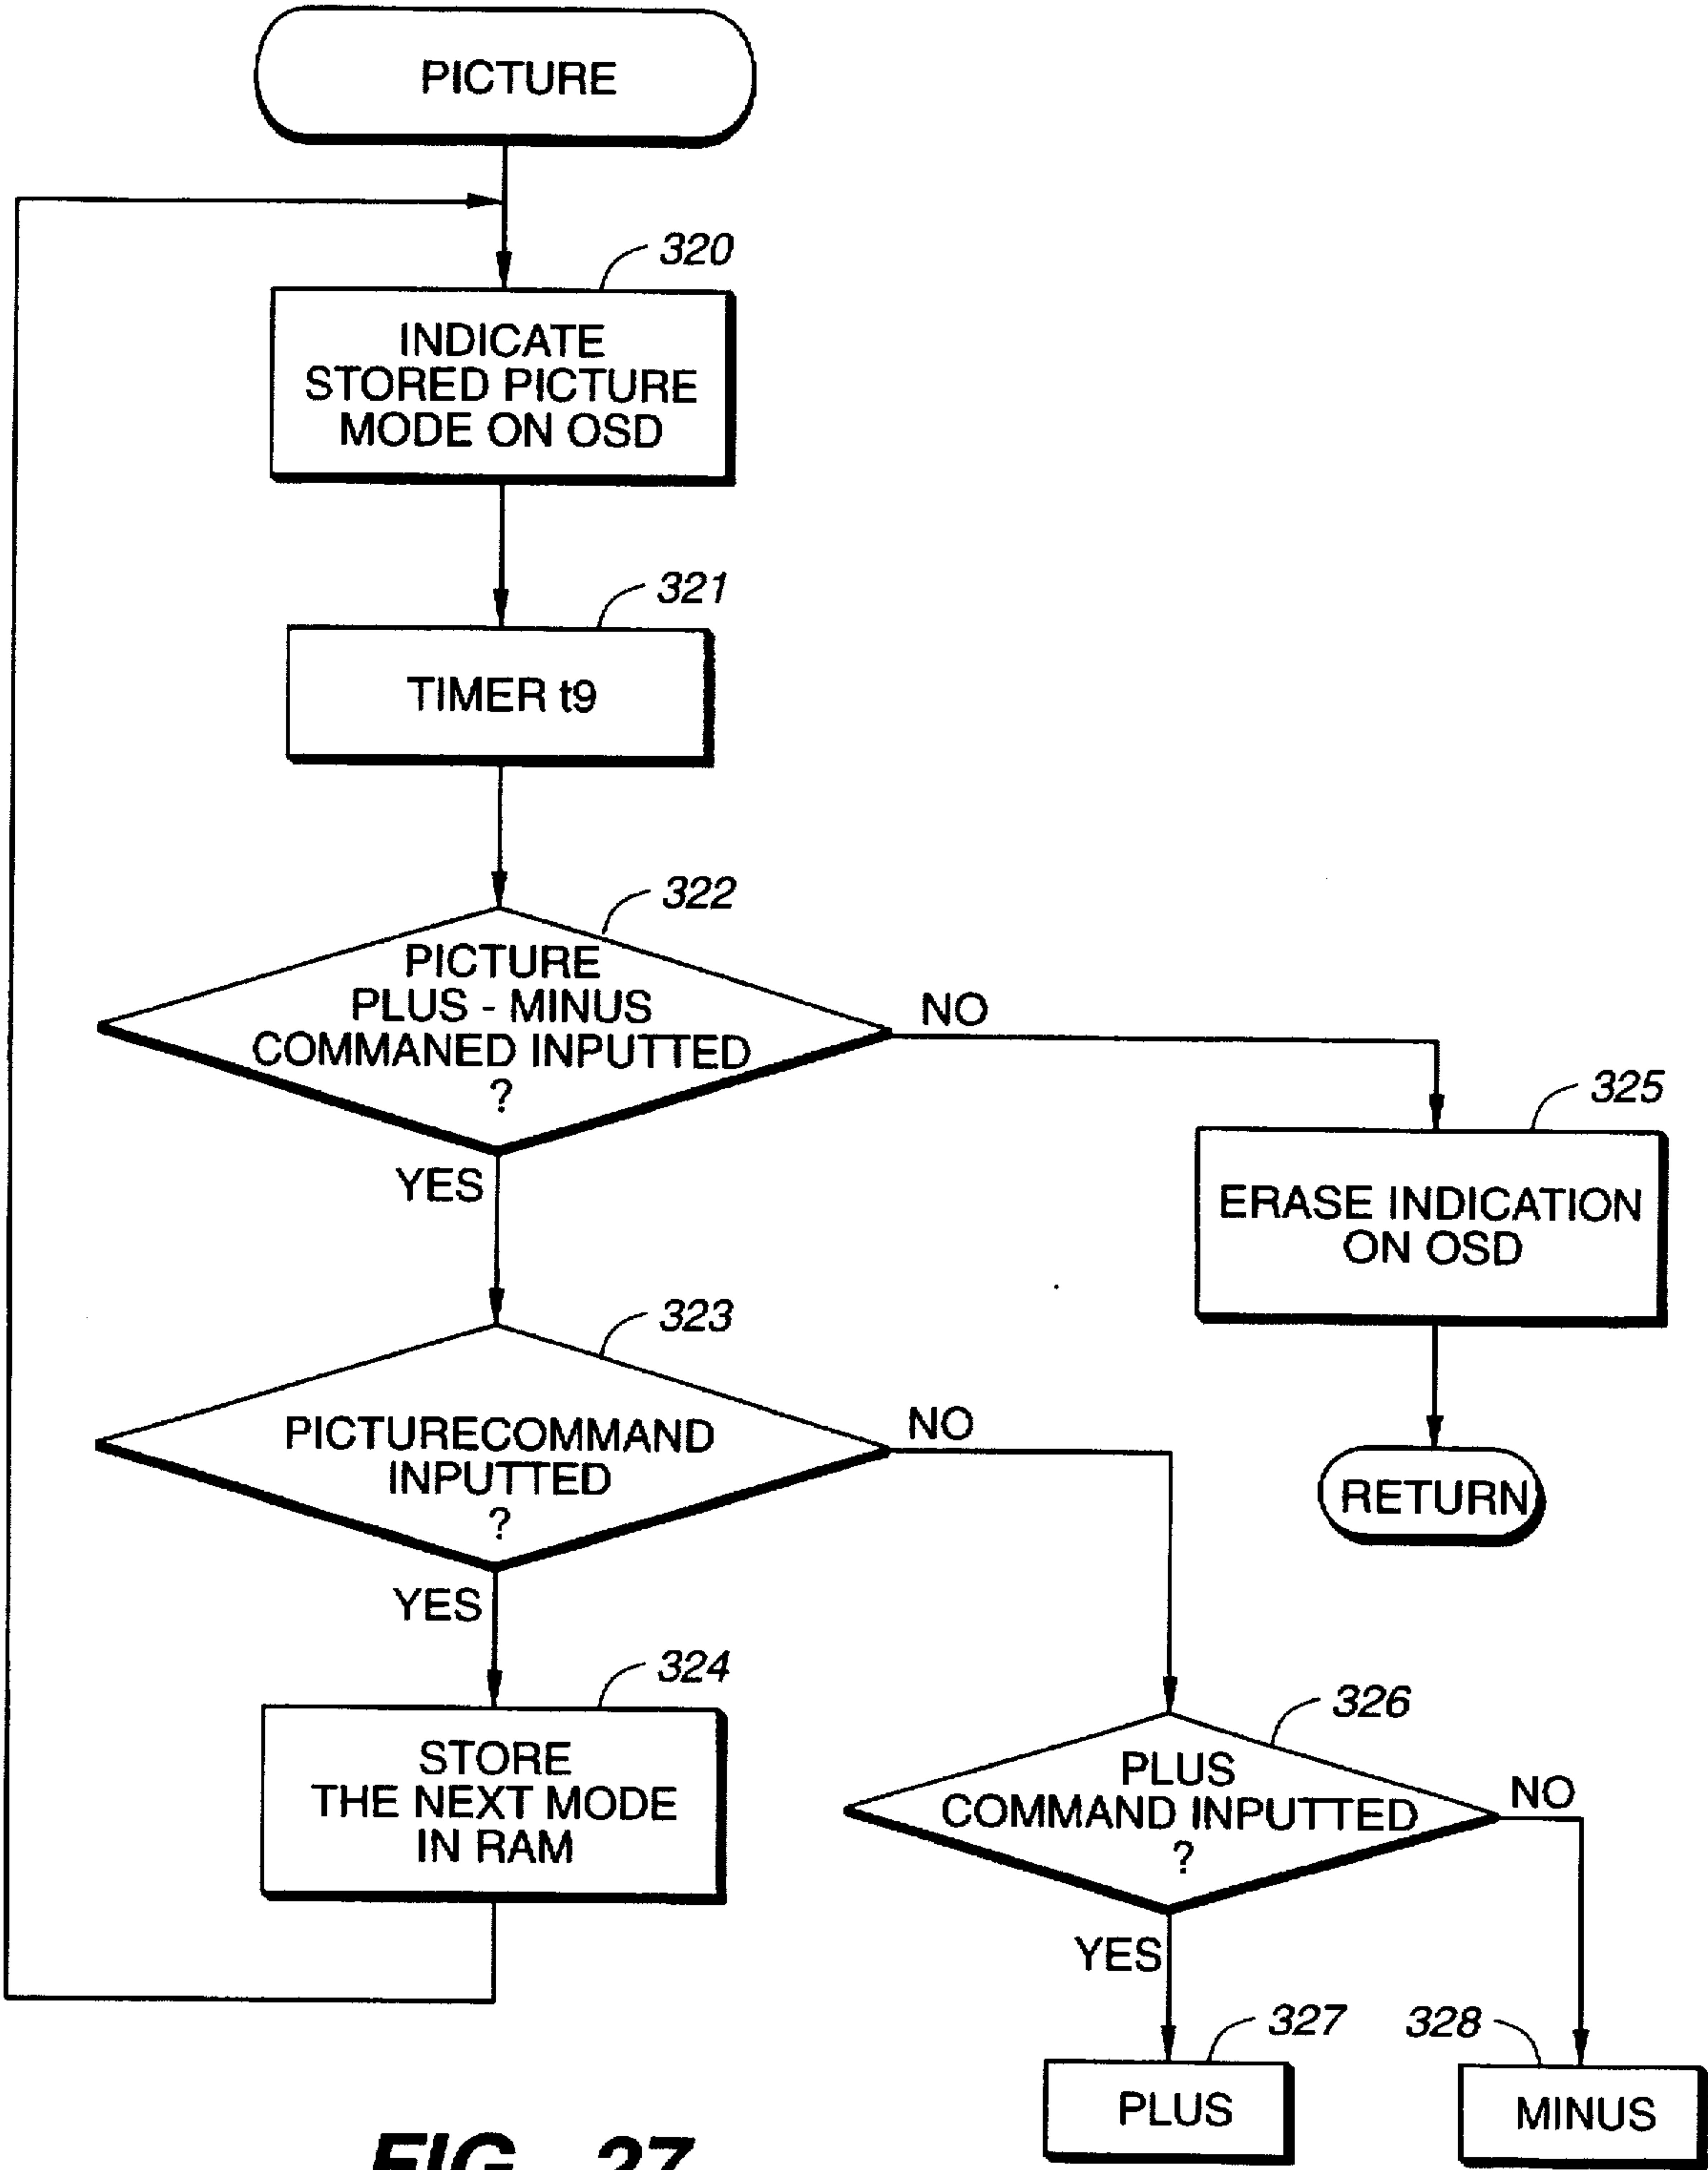 PICTURE
320
INDICATE
STORED PICTURE
MODE ON OSD
321
TIMER t9
322
PICTURE
PLUS - MINUS
COMMANED INPUTTED
?
NO
YES
325
ERASE INDICATION
ON OSD
RETURN
323
PICTURECOMMAND
INPUTTED
?
NO
YES
324
STORE
THE NEXT MODE
IN RAM
326
PLUS
COMMAND INPUTTED
?
NO
YES
327
PLUS
328
MINUS
FIG. 27